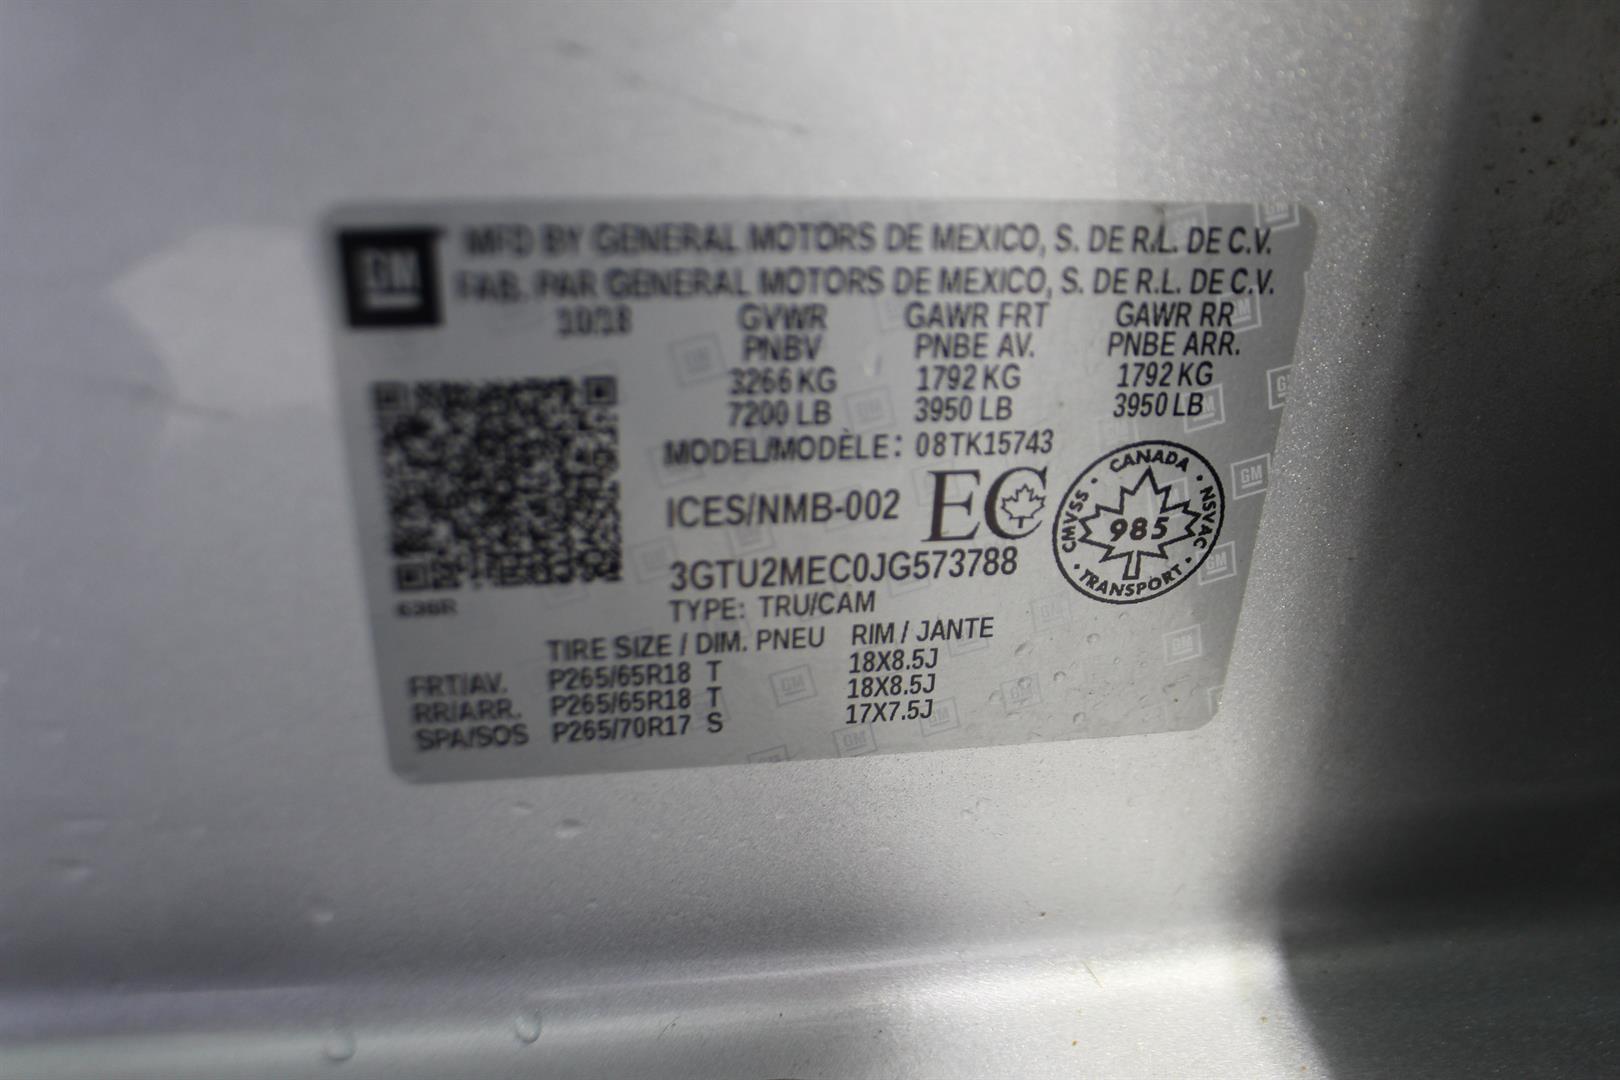 GM
MFD BY GENERAL MOTORS DE MEXICO, S. DE R.L. DE C.V.
FAB. PAR GENERAL MOTORS DE MEXICO, S. DE R.L. DE C.V.
10/18 GVWR GAWR FRT GAWR RR
PNBV PNBE AV. PNBE ARR.
3266 KG 1792 KG 1792 KG
7200 LB 3950 LB 3950 LB
MODEL/MODÈLE: 08TK15743
ICES/NMB-002 EC
CANADA
CMVSS 985 NSVAC
TRANSPORT
3GTU2MEC0JG573788
TYPE: TRU/CAM
TIRE SIZE / DIM. PNEU RIM / JANTE
FRT/AV. P265/65R18 T 18X8.5J
RR/ARR. P265/65R18 T 18X8.5J
SPA/SOS P265/70R17 S 17X7.5J